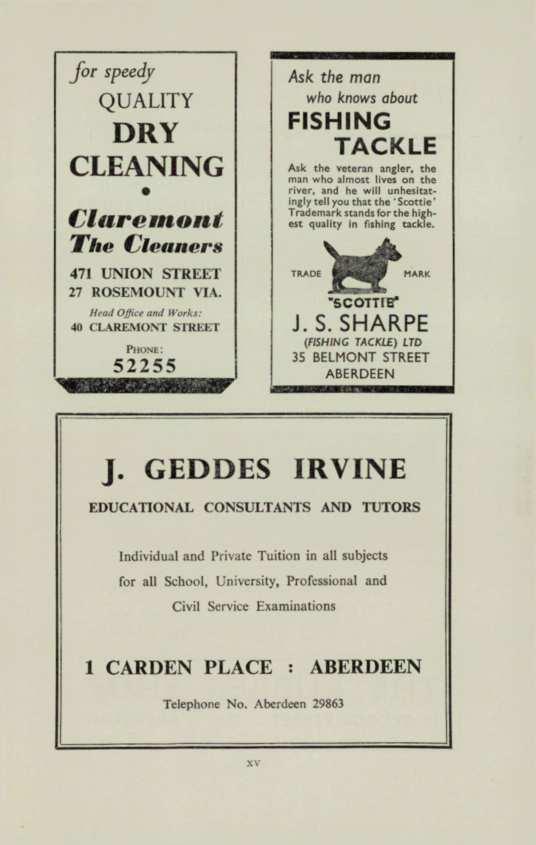 for speedy
QUALITY
DRY
CLEANING
•
Claremont
The Cleaners
471 UNION STREET
27 ROSEMOUNT VIA.
Head Office and Works:
40 CLAREMONT STREET
PHONE:
52255
Ask the man
who knows about
FISHING
TACKLE
Ask the veteran angler, the
man who almost lives on the
river, and he will unhesitat-
ingly tell you that the 'Scottie'
Trademark stands for the high-
est quality in fishing tackle.
TRADE MARK
"SCOTTIE"
J. S. SHARPE
(FISHING TACKLE) LTD
35 BELMONT STREET
ABERDEEN
J. GEDDES IRVINE
EDUCATIONAL CONSULTANTS AND TUTORS
Individual and Private Tuition in all subjects
for all School, University, Professional and
Civil Service Examinations
1 CARDEN PLACE : ABERDEEN
Telephone No. Aberdeen 29863
xv